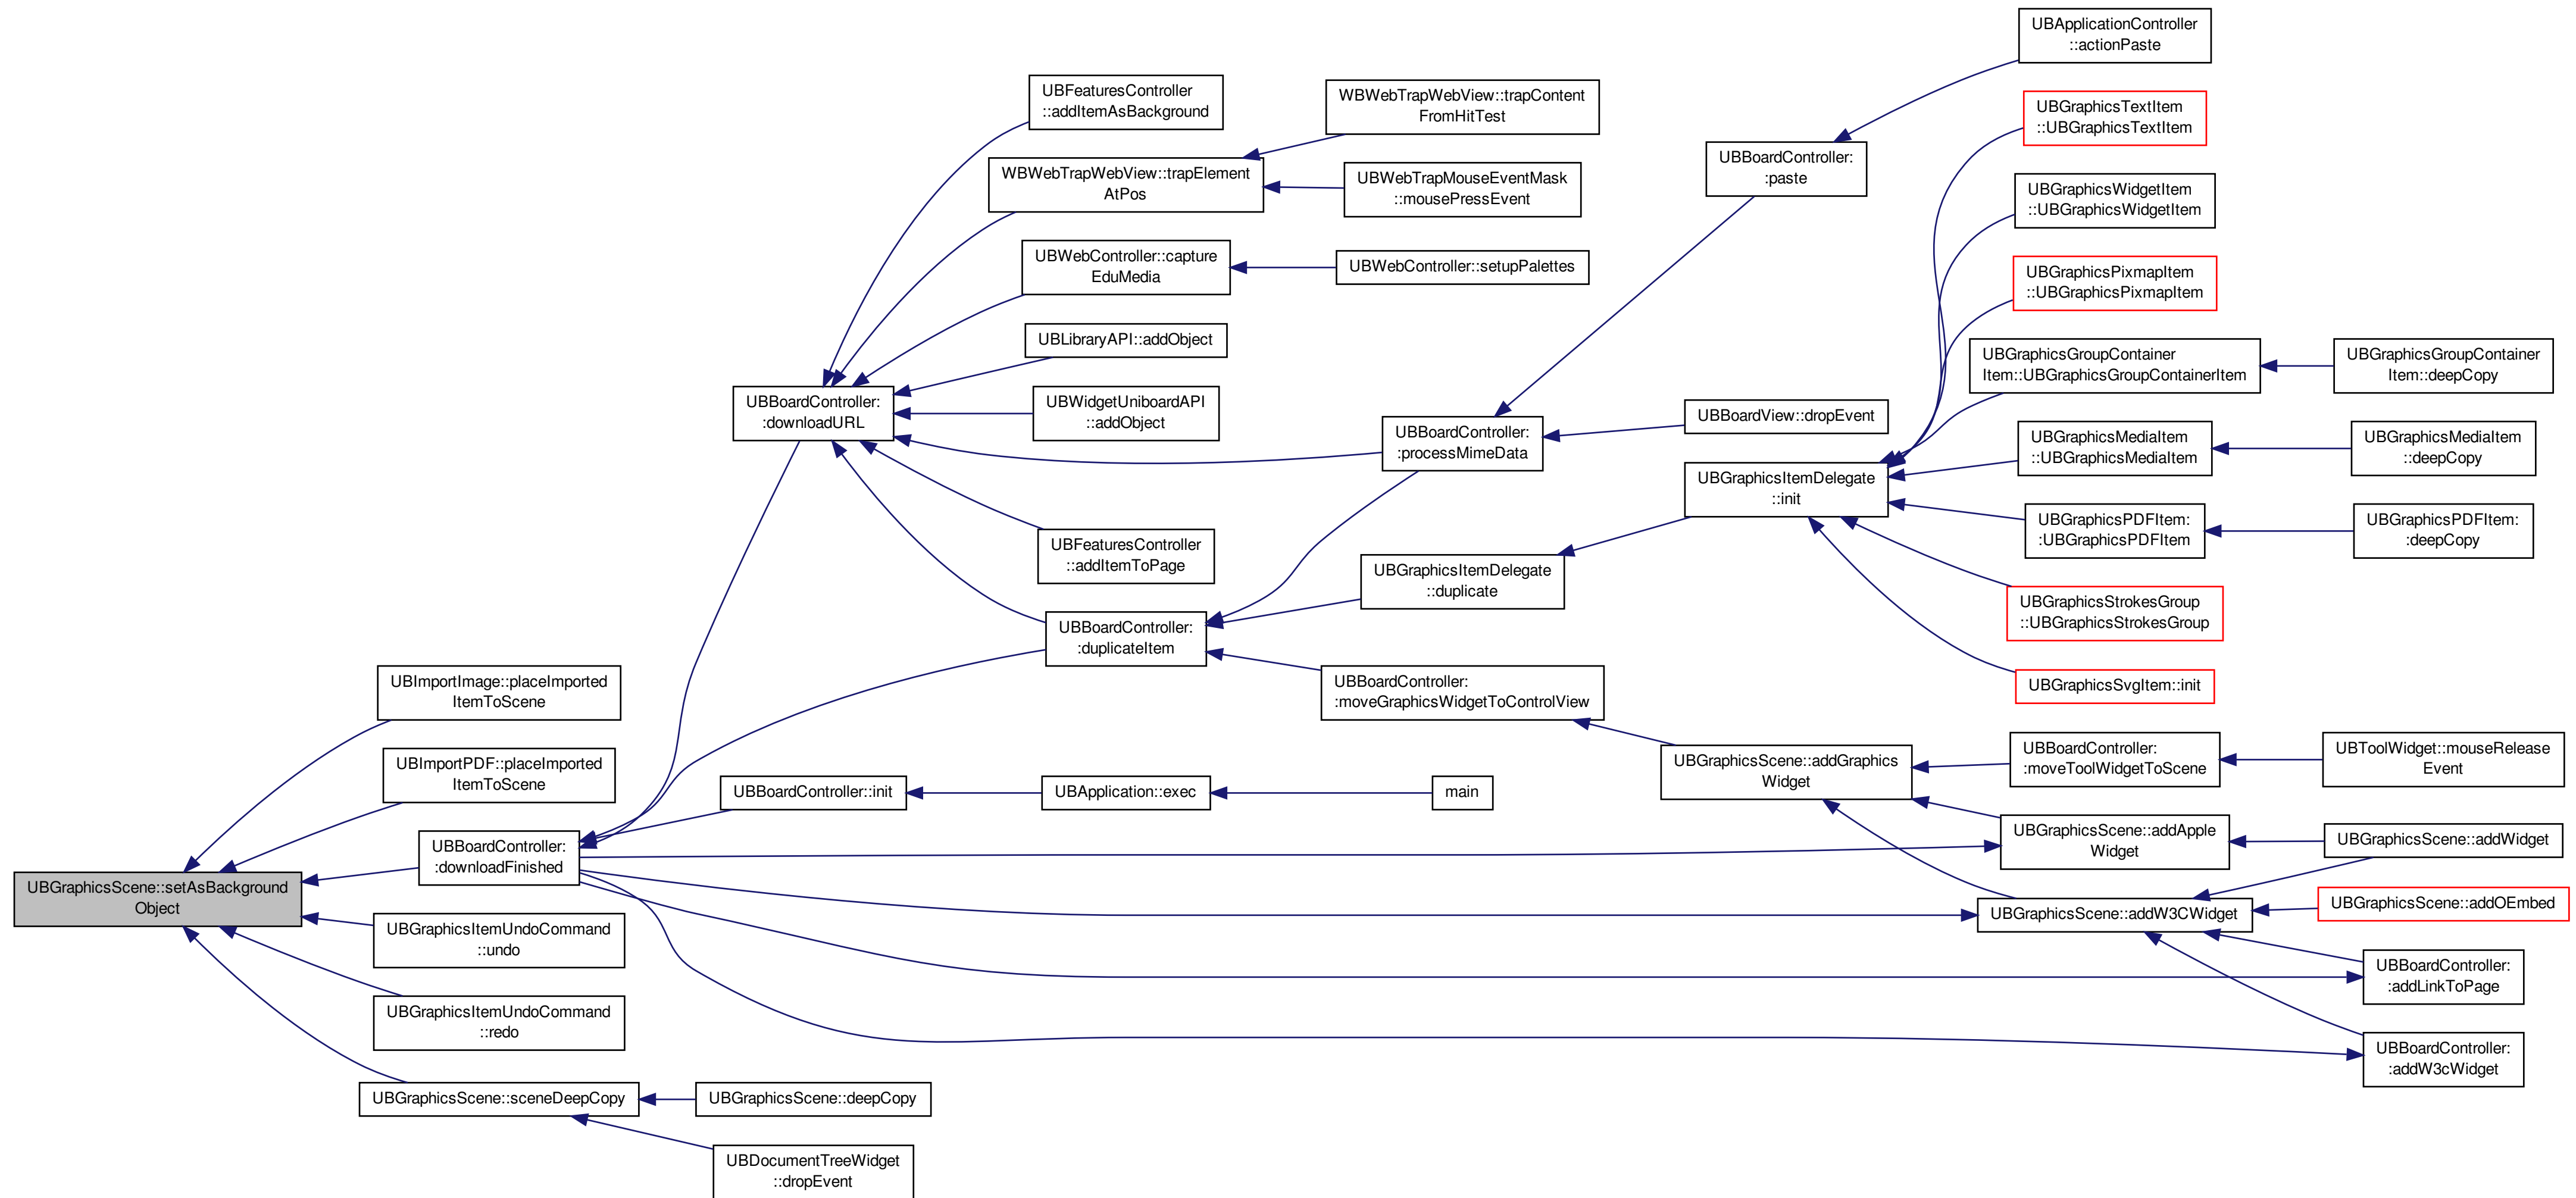 UBApplicationController
::actionPaste
UBFeaturesController
::addItemAsBackground
WBWebTrapWebView::trapContent
FromHitTest
UBGraphicsTextItem
::UBGraphicsTextItem
UBBoardController:
:paste
WBWebTrapWebView::trapElement
AtPos
UBWebTrapMouseEventMask
::mousePressEvent
UBGraphicsWidgetItem
::UBGraphicsWidgetItem
UBWebController::capture
EduMedia
UBWebController::setupPalettes
UBGraphicsPixmapItem
::UBGraphicsPixmapItem
UBLibraryAPI::addObject
UBGraphicsGroupContainer
Item::UBGraphicsGroupContainerItem
UBGraphicsGroupContainer
Item::deepCopy
UBBoardController:
:downloadURL
UBWidgetUniboardAPI
::addObject
UBBoardController:
:processMimeData
UBBoardView::dropEvent
UBGraphicsMediaItem
::UBGraphicsMediaItem
UBGraphicsMediaItem
::deepCopy
UBGraphicsItemDelegate
::init
UBGraphicsPDFItem:
:UBGraphicsPDFItem
UBGraphicsPDFItem:
:deepCopy
UBFeaturesController
::addItemToPage
UBGraphicsItemDelegate
::duplicate
UBGraphicsStrokesGroup
::UBGraphicsStrokesGroup
UBBoardController:
:duplicateItem
UBImportImage::placeImported
ItemToScene
UBBoardController:
:moveGraphicsWidgetToControlView
UBGraphicsSvgItem::init
UBImportPDF::placeImported
ItemToScene
UBBoardController::init
UBApplication::exec
main
UBGraphicsScene::addGraphics
Widget
UBBoardController:
:moveToolWidgetToScene
UBToolWidget::mouseRelease
Event
UBBoardController:
:downloadFinished
UBGraphicsScene::addApple
Widget
UBGraphicsScene::addWidget
UBGraphicsScene::setAsBackground
Object
UBGraphicsScene::addW3CWidget
UBGraphicsScene::addOEmbed
UBGraphicsItemUndoCommand
::undo
UBBoardController:
:addLinkToPage
UBGraphicsItemUndoCommand
::redo
UBBoardController:
:addW3cWidget
UBGraphicsScene::sceneDeepCopy
UBGraphicsScene::deepCopy
UBDocumentTreeWidget
::dropEvent